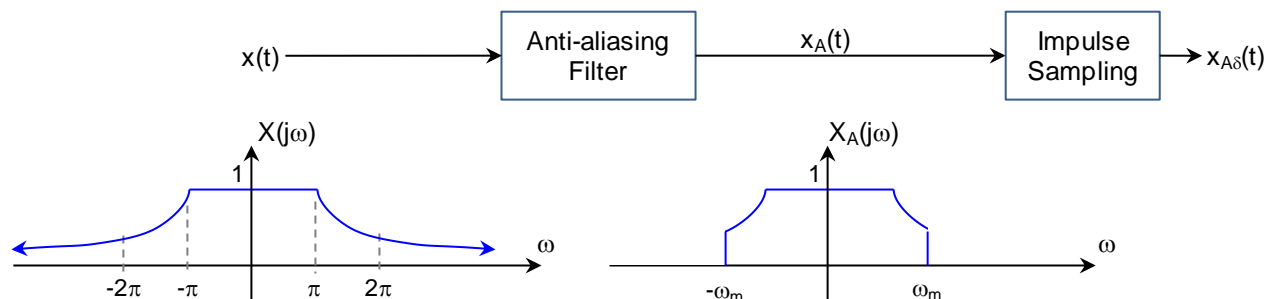 x(t)
Anti-aliasing
Filter
x_A(t)
Impulse
Sampling
x_Aδ(t)
X(jω)
1
ω
-2π
-π
π
2π
X_A(jω)
1
ω
-ω_m
ω_m